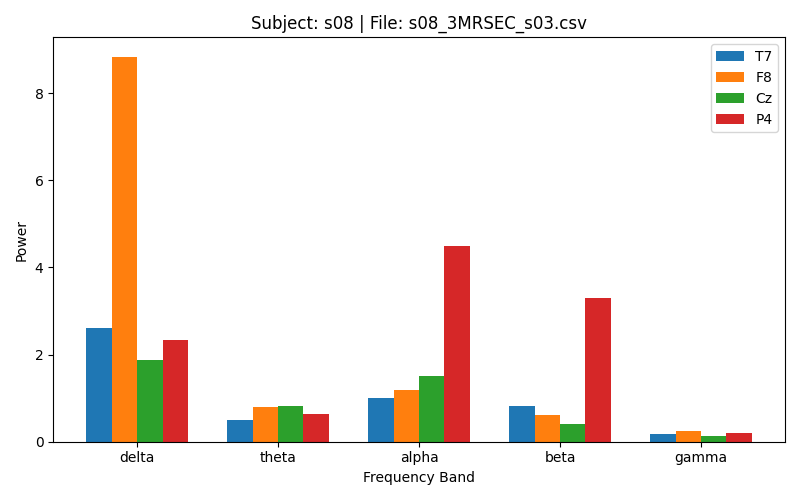 Subject: s08 | File: s08_3MRSEC_s03.csv
T7
F8
Cz
P4
8
6
4
2
0
Power
delta theta alpha beta gamma
Frequency Band